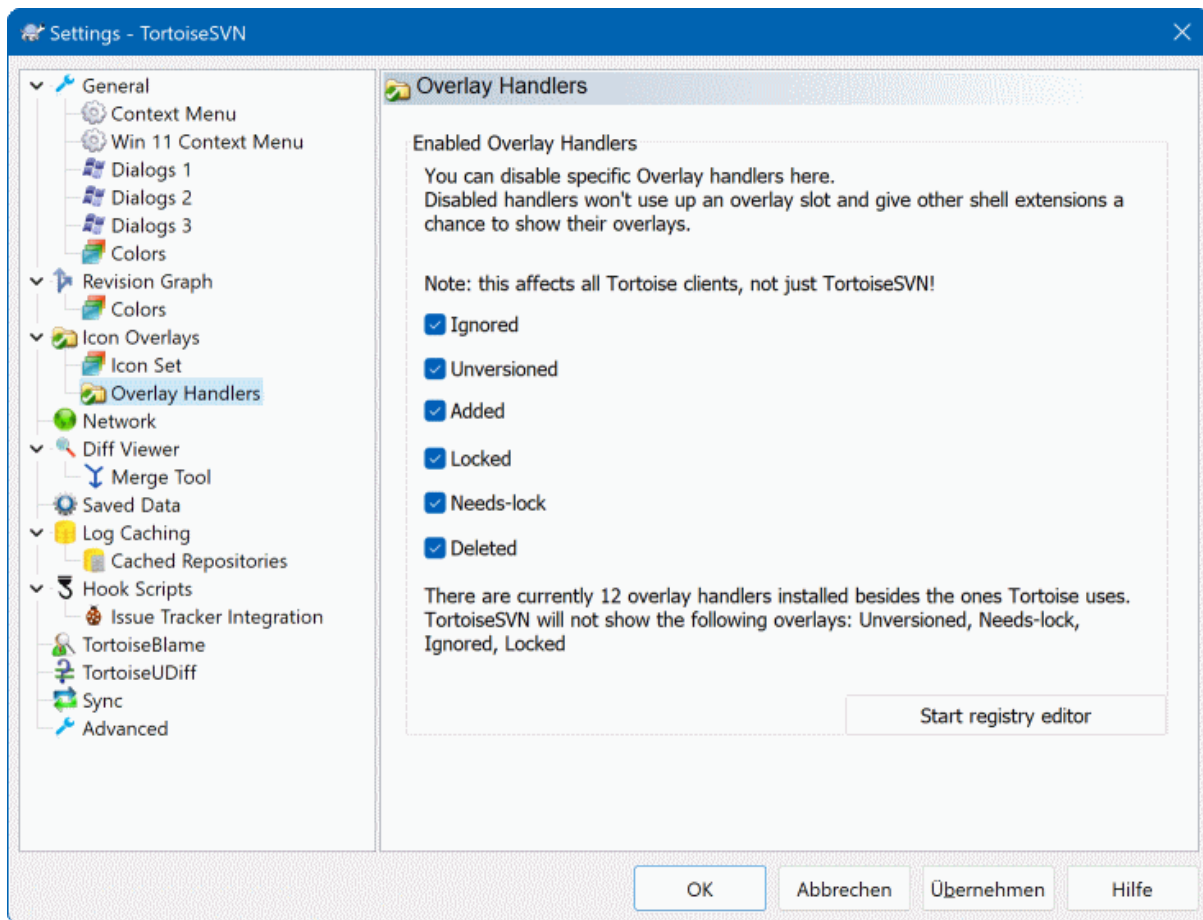 Settings - TortoiseSVN
General
Context Menu
Win 11 Context Menu
Dialogs 1
Dialogs 2
Dialogs 3
Colors
Revision Graph
Colors
Icon Overlays
Icon Set
Overlay Handlers
Network
Diff Viewer
Merge Tool
Saved Data
Log Caching
Cached Repositories
Hook Scripts
Issue Tracker Integration
TortoiseBlame
TortoiseUDiff
Sync
Advanced
Overlay Handlers
Enabled Overlay Handlers
You can disable specific Overlay handlers here.
Disabled handlers won't use up an overlay slot and give other shell extensions a
chance to show their overlays.
Note: this affects all Tortoise clients, not just TortoiseSVN!
Ignored
Unversioned
Added
Locked
Needs-lock
Deleted
There are currently 12 overlay handlers installed besides the ones Tortoise uses.
TortoiseSVN will not show the following overlays: Unversioned, Needs-lock,
Ignored, Locked
Start registry editor
OK
Abbrechen
Übernehmen
Hilfe